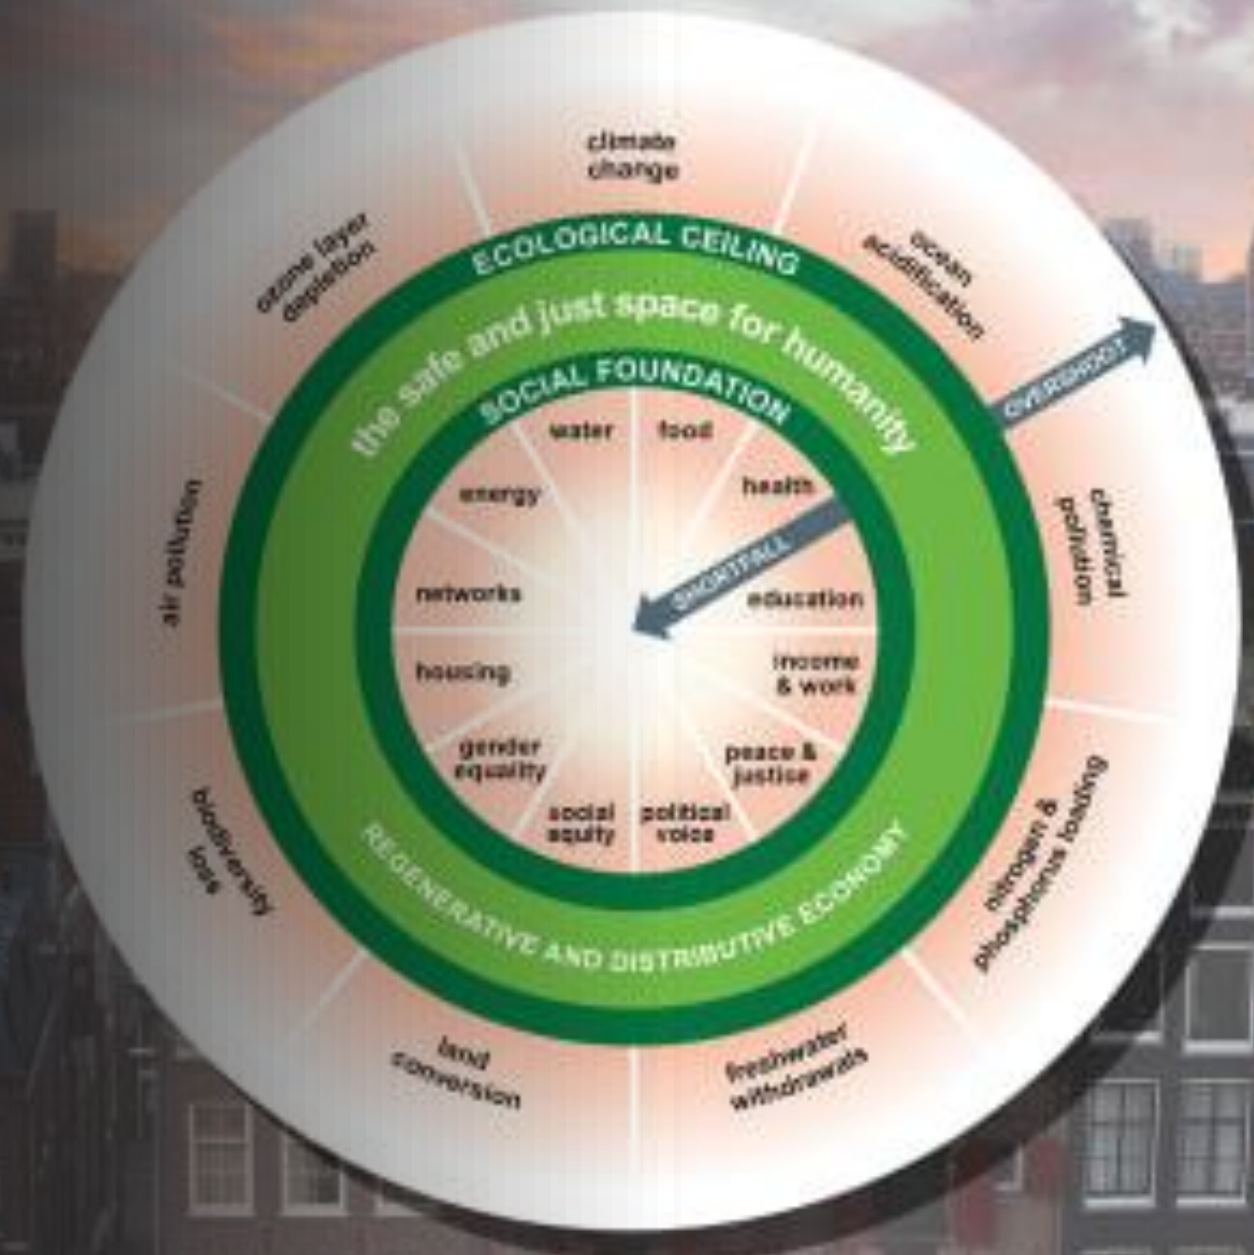 climate
change
ocean
acidification
chemical
pollution
nitrogen &
phosphorus loading
freshwater
withdrawals
land
conversion
biodiversity
loss
air pollution
ozone layer
depletion
ECOLOGICAL CEILING
the safe and just space for humanity
SOCIAL FOUNDATION
OVERSHOOT
SHORTFALL
water
food
health
education
income
& work
peace &
justice
political
voice
social
equity
gender
equality
housing
networks
energy
REGENERATIVE AND DISTRIBUTIVE ECONOMY